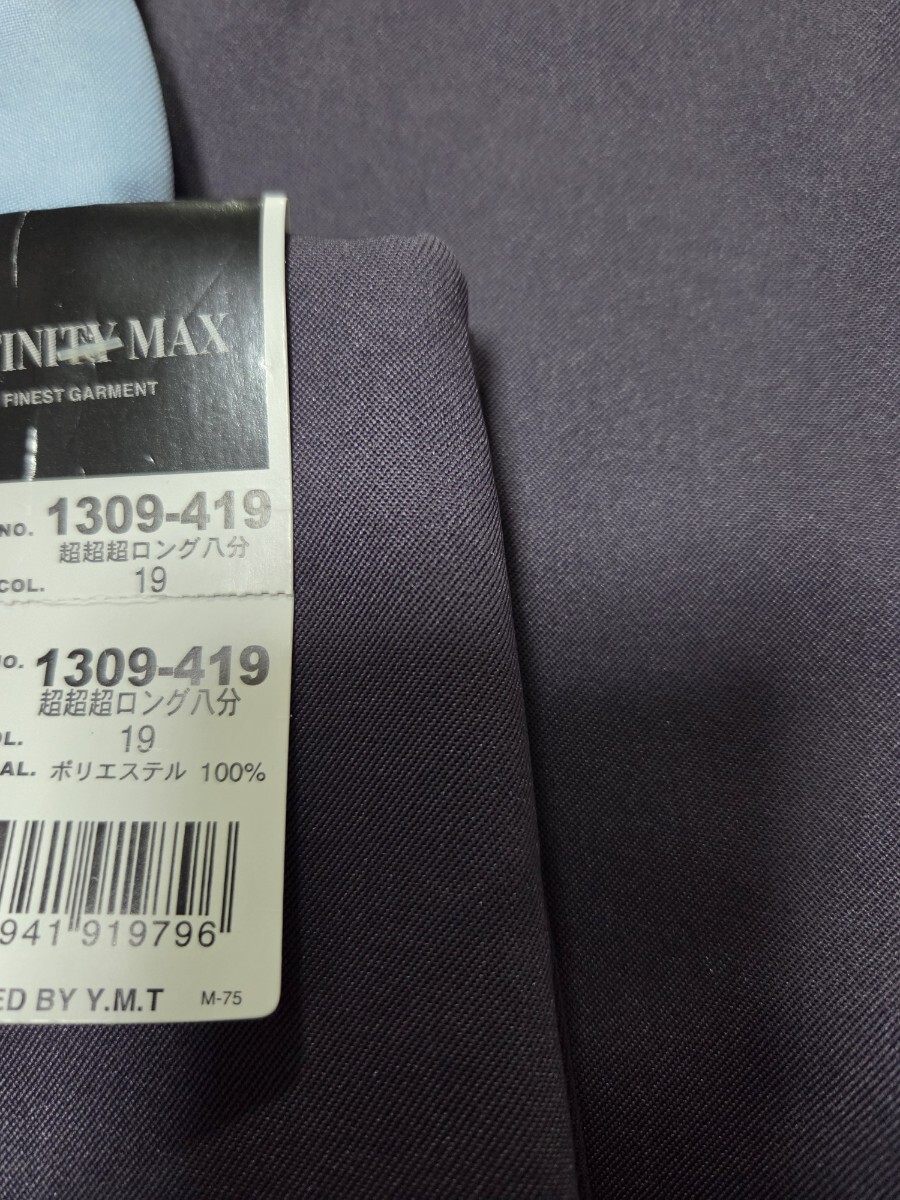 FINITY MAX
FINEST GARMENT
NO. 1309-419
超超超ロング八分
COL. 19
NO. 1309-419
超超超ロング八分
OL. 19
AL. ポリエステル 100%
941 919796
ED BY Y.M.T M-75